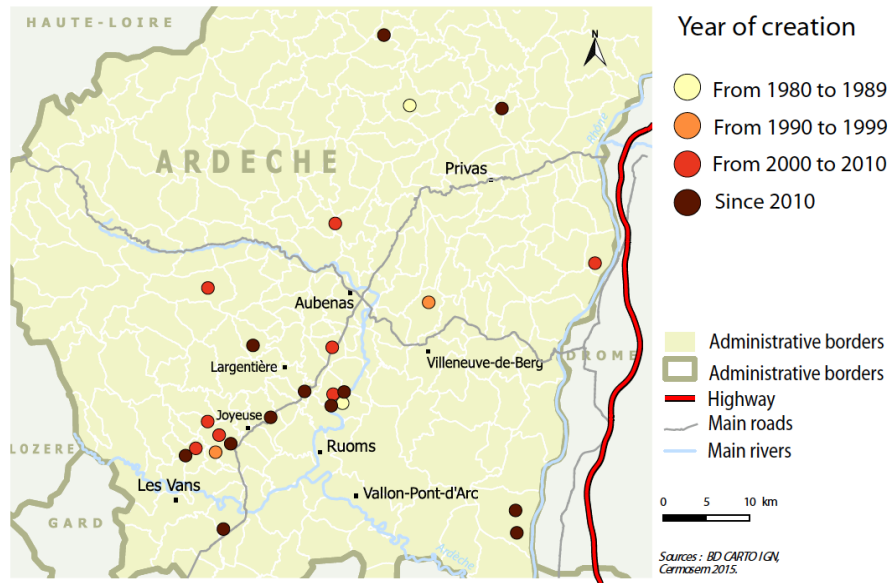 HAUTE-LOIRE
N
Rhône
ARDECHE
Privas
Aubenas
Villeneuve-de-Berg
DROME
Largentière
Joyeuse
LOZERE
Ruoms
Les Vans
Vallon-Pont-d'Arc
GARD
Ardèche
Year of creation
From 1980 to 1989
From 1990 to 1999
From 2000 to 2010
Since 2010
Administrative borders
Administrative borders
Highway
Main roads
Main rivers
0 5 10 km
Sources : BD CARTO IGN,
Cermosem 2015.